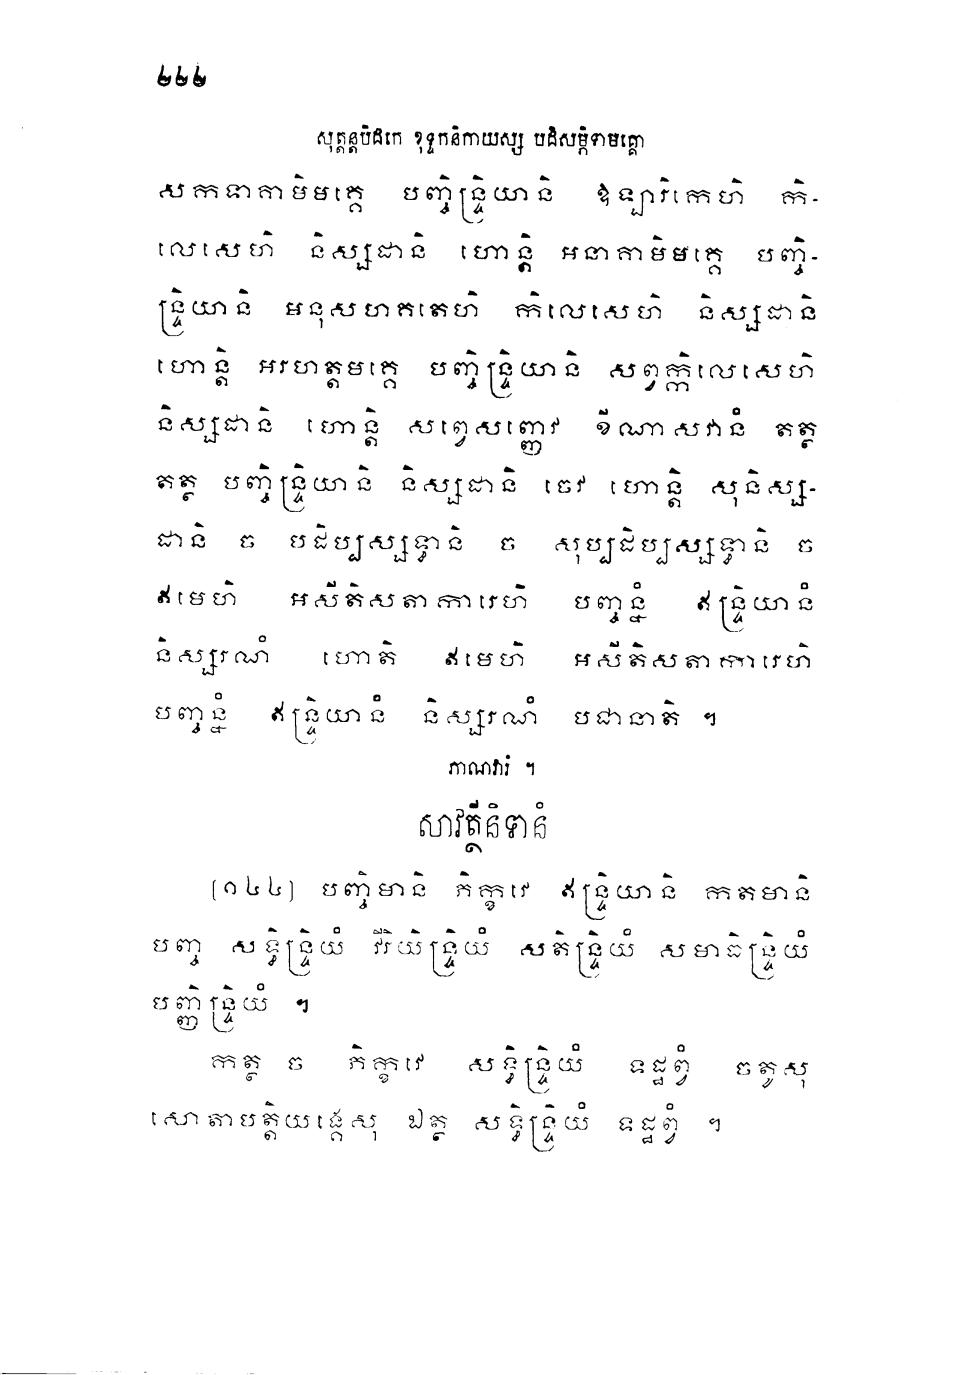 ៤៤៤
សុត្តន្តបិដកេ ខុទ្ទកនិកាយស្ស បដិសម្ភិទាមគ្គោ
សកទាគាមិមគ្គេ បញ្ចិន្ទ្រិយានិ ឱឡារិកេហិ កិ-
លេសេហិ និស្សដានិ ហោន្តិ អនាគាមិមគ្គេ បញ្ចិ-
ន្ទ្រិយានិ អនុសហគតេហិ កិលេសេហិ និស្សដានិ
ហោន្តិ អរហត្តមគ្គេ បញ្ចិន្ទ្រិយានិ សព្វក្កិលេសេហិ
និស្សដានិ ហោន្តិ សព្វេសញ្ញេវ ខីណាសវានំ តត្ថ
តត្ថ បញ្ចិន្ទ្រិយានិ និស្សដានិ ចេវ ហោន្តិ សុនិស្ស-
ដានិ ច បដិប្បស្សទ្ធានិ ច សុប្បដិប្បស្សទ្ធានិ ច
ឥមេហិ អសីតិសតាការេហិ បញ្ចន្នំ ឥន្ទ្រិយានំ
និស្សរណំ ហោតិ ឥមេហិ អសីតិសតាការេហិ
បញ្ចន្នំ ឥន្ទ្រិយានំ និស្សរណំ បជានាតិ ។
ភាណវារំ ។
សាវត្ថីនិទានំ
(១៤៤) បញ្ចិមានិ ភិក្ខវេ ឥន្ទ្រិយានិ កតមានិ
បញ្ច សទ្ធិន្ទ្រិយំ វីរិយិន្ទ្រិយំ សតិន្ទ្រិយំ សមាធិន្ទ្រិយំ
បញ្ញិន្ទ្រិយំ ។
កត្ថ ច ភិក្ខវេ សទ្ធិន្ទ្រិយំ ទដ្ឋព្វំ ចតូសុ
សោតាបត្តិយង្គេសុ ឯត្ថ សទ្ធិន្ទ្រិយំ ទដ្ឋព្វំ ។